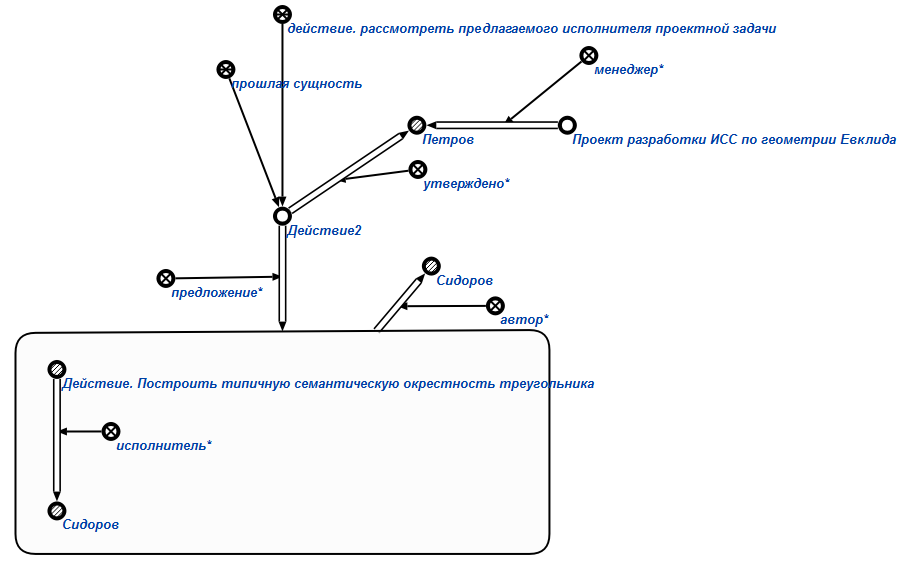 действие. рассмотреть предлагаемого исполнителя проектной задачи
менеджер*
прошлая сущность
Петров
Проект разработки ИСС по геометрии Евклида
утверждено*
Действие2
Сидоров
предложение*
автор*
Действие. Построить типичную семантическую окрестность треугольника
исполнитель*
Сидоров